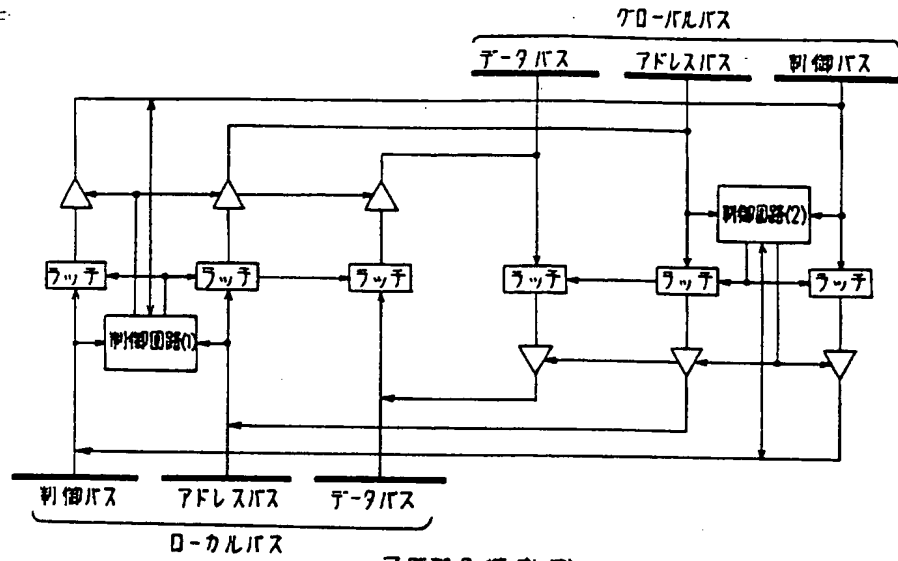 グローバルバス
データバス アドレスバス 制御バス
制御回路(2)
ラッチ ラッチ ラッチ ラッチ ラッチ ラッチ
制御回路(1)
制御バス アドレスバス データバス
ローカルバス